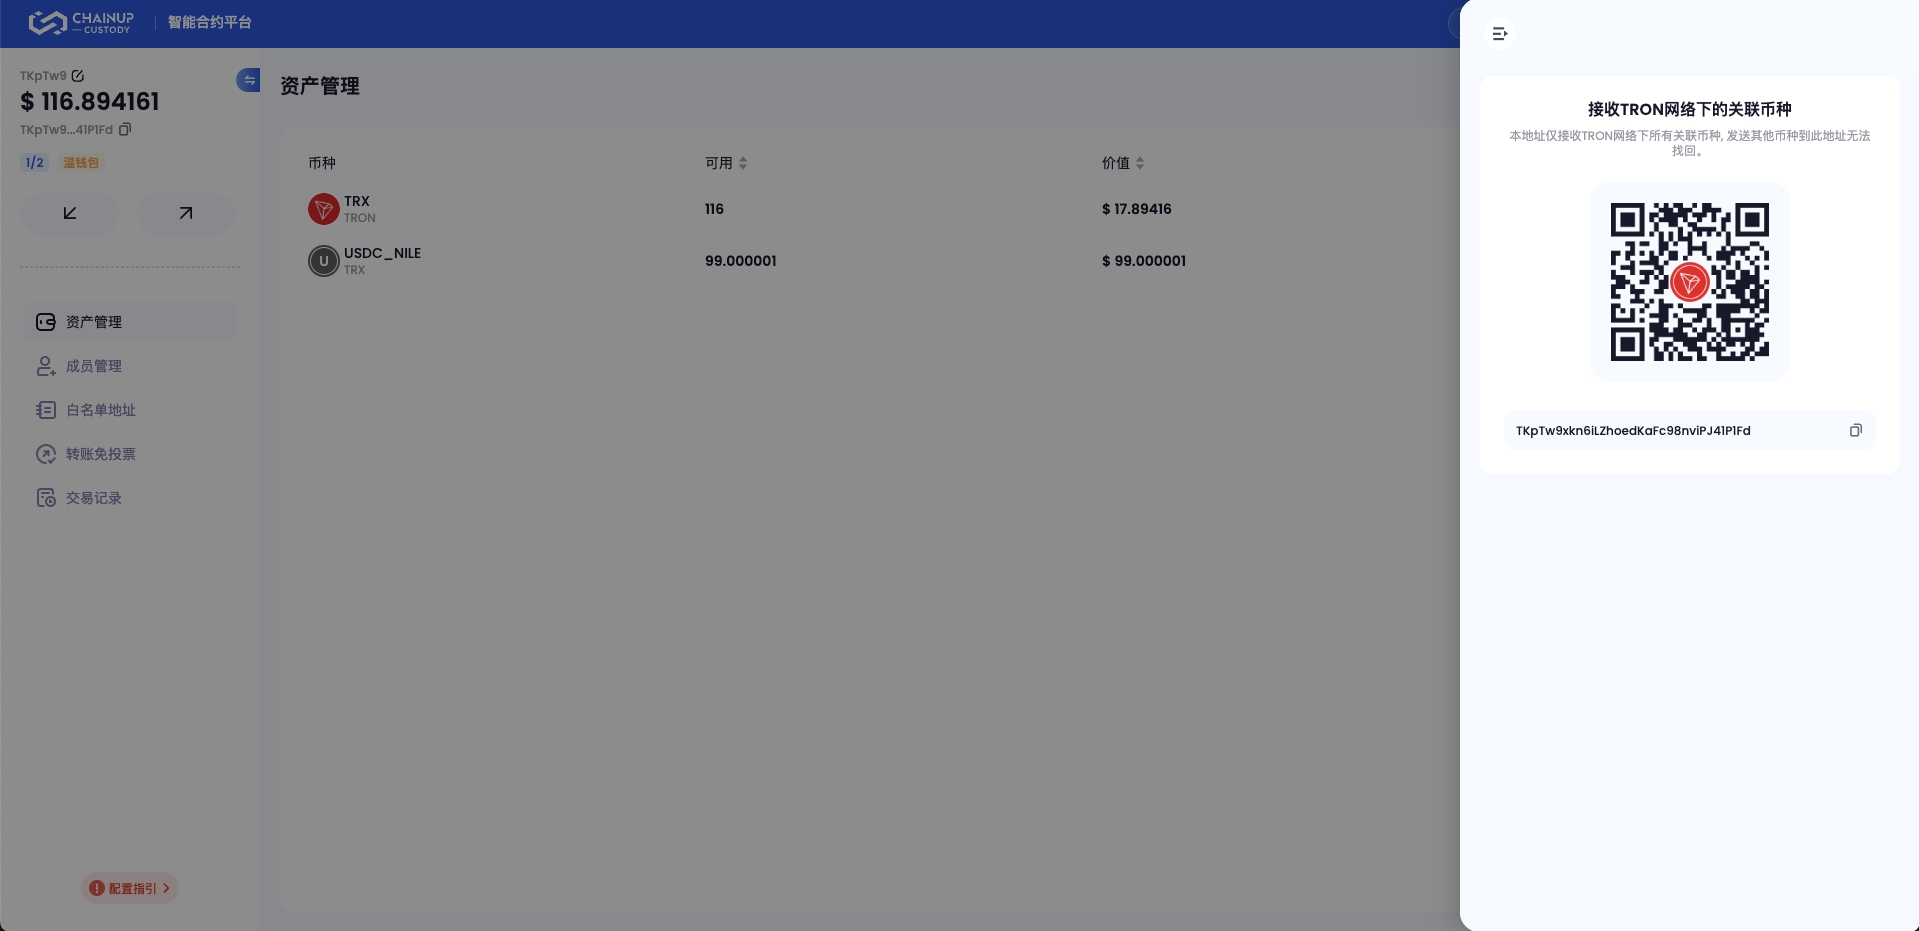 CHAINUP
CUSTODY
智能合约平台
TKpTw9
$ 116.894161
TKpTw9...41P1Fd
1/2
温钱包
资产管理
成员管理
白名单地址
转账免投票
交易记录
配置指引
资产管理
币种
可用
价值
TRX
TRON
116
$ 17.89416
U
USDC_NILE
TRX
99.000001
$ 99.000001
接收TRON网络下的关联币种
本地址仅接收TRON网络下所有关联币种, 发送其他币种到此地址无法
找回。
TKpTw9xkn6iLZhoedKaFc98nviPJ41P1Fd